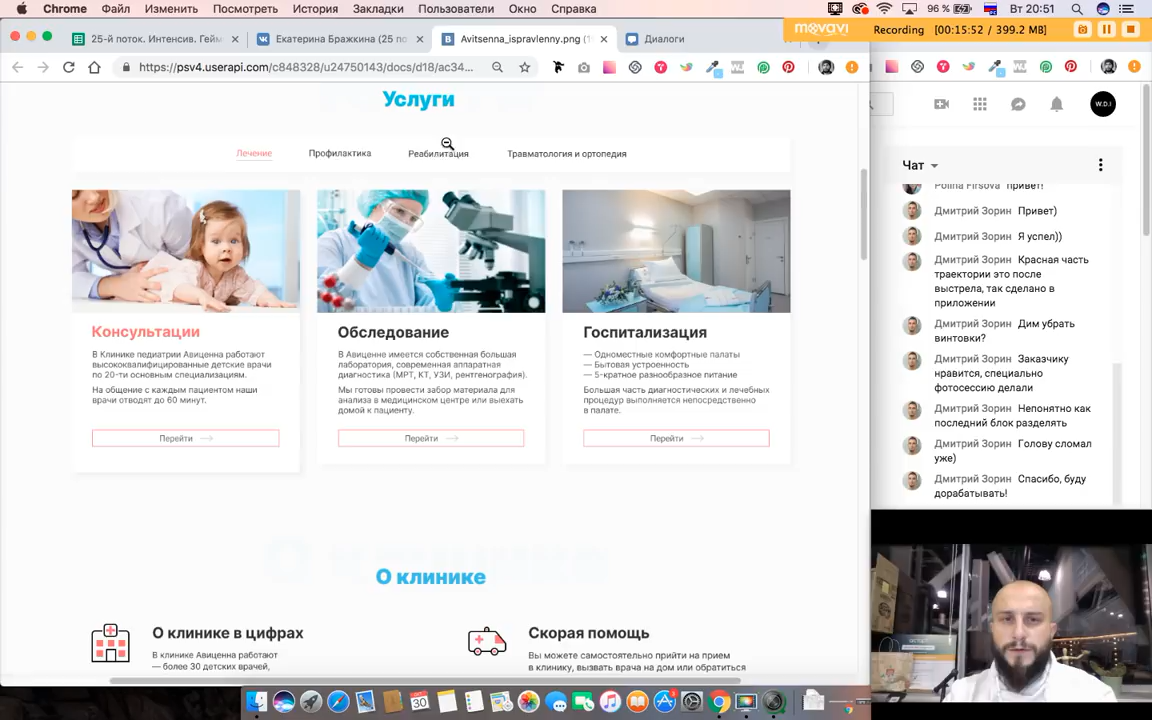 Chrome Файл Изменить Посмотреть История Закладки Пользователи Окно Справка
96 % Вт 20:51
25-й поток. Интенсив. Гейм
Екатерина Бражкина (25 по
Avitsenna_ispravlenny.png (1
Диалоги
movavi
Recording
00:15:52 / 399.2 MB
https://psv4.userapi.com/c848328/u24750143/docs/d18/ac34...
Услуги
Лечение Профилактика Реабилитация Травматология и ортопедия
Консультации
В Клинике педиатрии Авиценна работают
высококвалифицированные детские врачи
по 20-ти основным специализациям.
На общение с каждым пациентом наши
врачи отводят до 60 минут.
Перейти
Обследование
В Авиценне имеется собственная большая
лаборатория, современная аппаратная
диагностика (МРТ, КТ, УЗИ, рентгенография).
Мы готовы провести забор материала для
анализа в медицинском центре или выехать
домой к пациенту.
Перейти
Госпитализация
— Одноместные комфортные палаты
— Бытовая устроенность
— 5-кратное разнообразное питание
Большая часть диагностических и лечебных
процедур выполняется непосредственно
в палате.
Перейти
О клинике
О клинике в цифрах
В клинике Авиценна работают
— более 30 детских врачей,
Скорая помощь
Вы можете самостоятельно прийти на прием
в клинику, вызвать врача на дом или обратиться
W.D.I
Чат
Polina Firsova привет!
Дмитрий Зорин Привет)
Дмитрий Зорин Я успел))
Дмитрий Зорин Красная часть
траектории это после
выстрела, так сделано в
приложении
Дмитрий Зорин Дим убрать
винтовки?
Дмитрий Зорин Заказчику
нравится, специально
фотосессию делали
Дмитрий Зорин Непонятно как
последний блок разделять
Дмитрий Зорин Голову сломал
уже)
Дмитрий Зорин Спасибо, буду
дорабатывать!
30